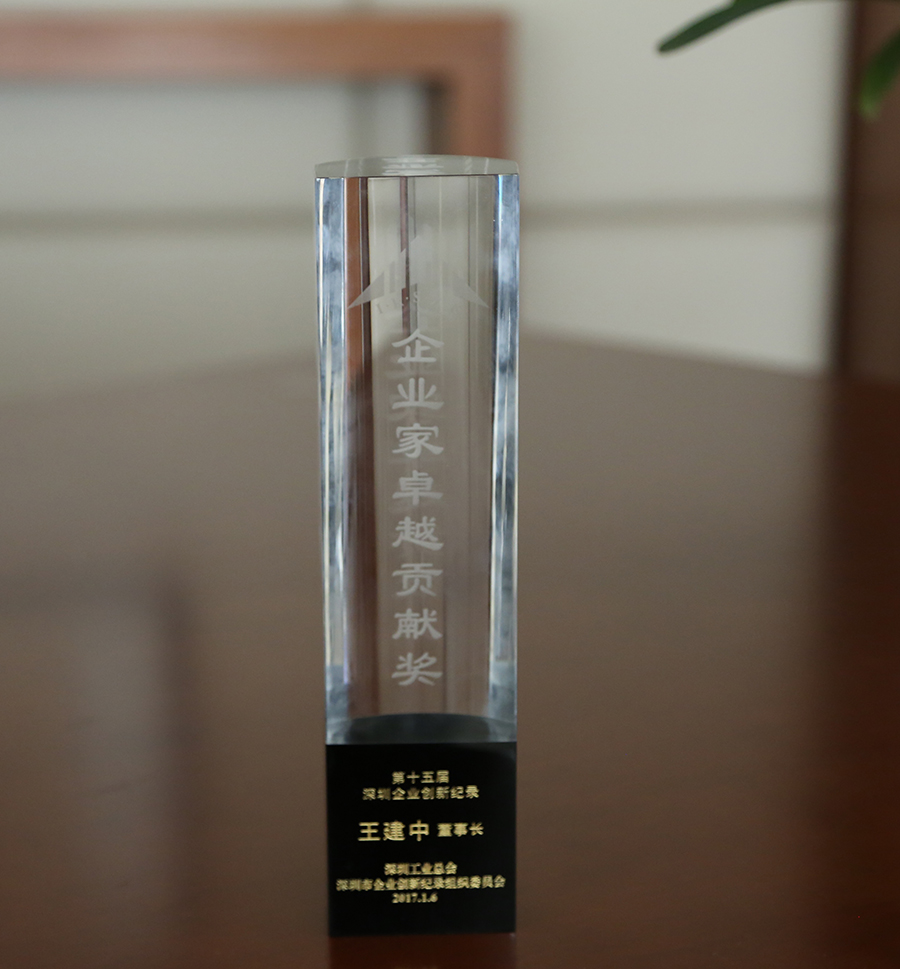 企业家卓越贡献奖
第十五届
深圳企业创新纪录
王建中 董事长
深圳工业总会
深圳市企业创新纪录组织委员会
2017.1.6